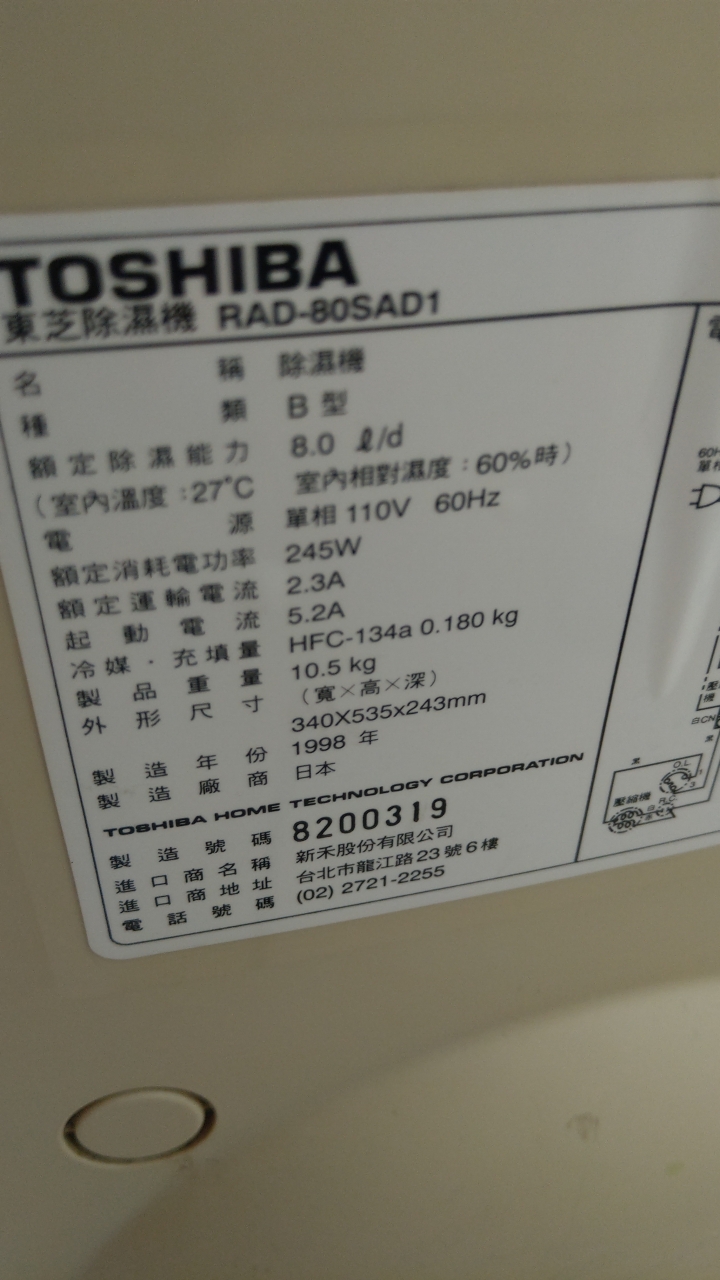 TOSHIBA
東芝除濕機 RAD-80SAD1
名稱 除濕機
種類 B 型
額定除濕能力 8.0 ℓ/d
(室內溫度:27°C 室內相對濕度:60%時)
電源 單相 110V 60Hz
額定消耗電功率 245W
額定運輸電流 2.3A
起動電流 5.2A
冷媒.充填量 HFC-134a 0.180 kg
製品重量 10.5 kg
外形尺寸 (寬×高×深)
340X535x243mm
製造年份 1998 年
製造廠商 日本
TOSHIBA HOME TECHNOLOGY CORPORATION
製造號碼 8200319
進口商名稱 新禾股份有限公司
進口商地址 台北市龍江路23號6樓
電話號碼 (02) 2721-2255
壓縮機
O.L.